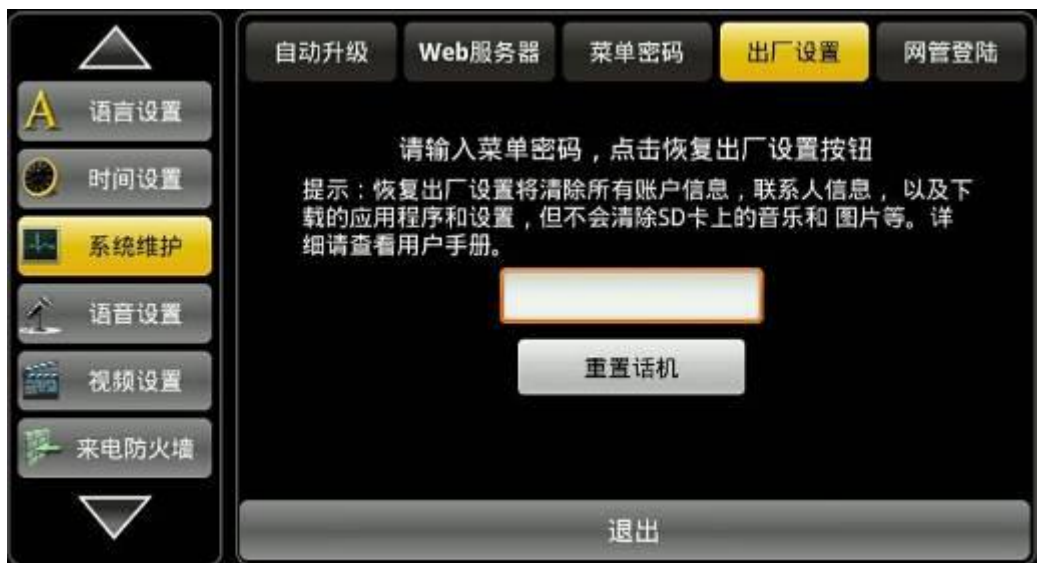 自动升级
Web服务器
菜单密码
出厂设置
网管登陆
语言设置
时间设置
系统维护
语音设置
视频设置
来电防火墙
请输入菜单密码，点击恢复出厂设置按钮
提示：恢复出厂设置将清除所有账户信息，联系人信息， 以及下
载的应用程序和设置，但不会清除SD卡上的音乐和 图片等。详
细请查看用户手册。
重置话机
退出